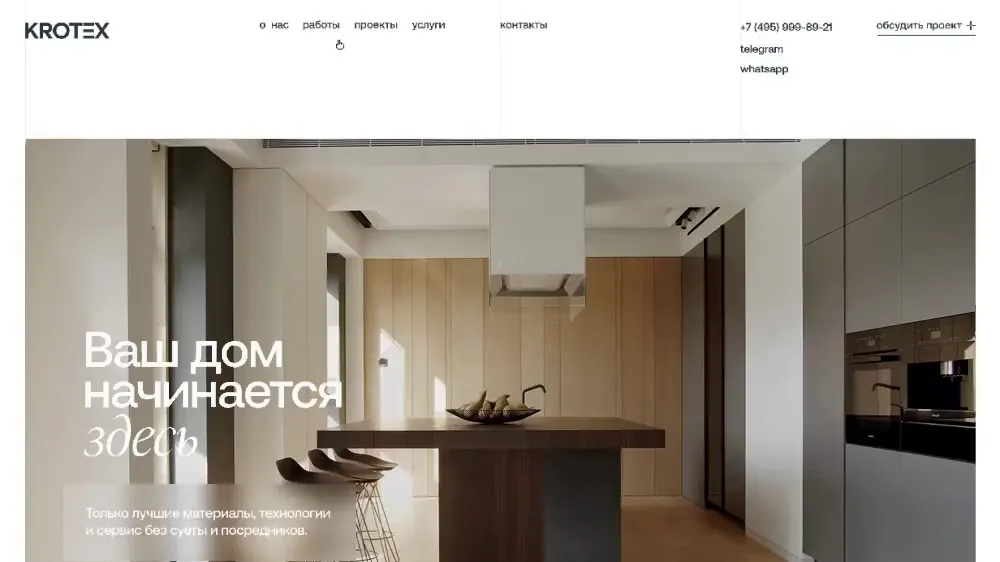 KROTEX
о нас работы проекты услуги контакты
+7 (495) 999-89-21
обсудить проект
telegram
whatsapp
Ваш дом
начинается
здесь
Только лучшие материалы, технологии
и сервис без суеты и посредников.